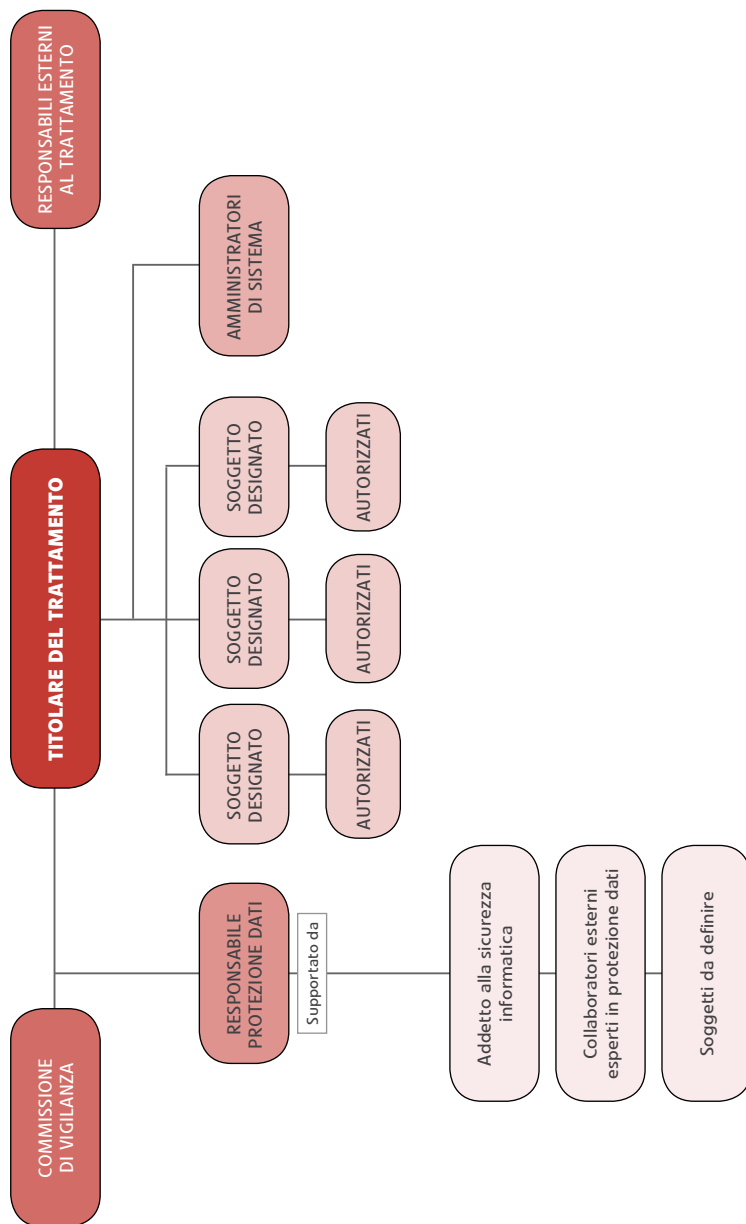 COMMISSIONE
DI VIGILANZA
TITOLARE DEL TRATTAMENTO
RESPONSABILI ESTERNI
AL TRATTAMENTO
RESPONSABILE
PROTEZIONE DATI
SOGGETTO
DESIGNATO
SOGGETTO
DESIGNATO
SOGGETTO
DESIGNATO
AMMINISTRATORI
DI SISTEMA
Supportato da
AUTORIZZATI
AUTORIZZATI
AUTORIZZATI
Addetto alla sicurezza
informatica
Collaboratori esterni
esperti in protezione dati
Soggetti da definire